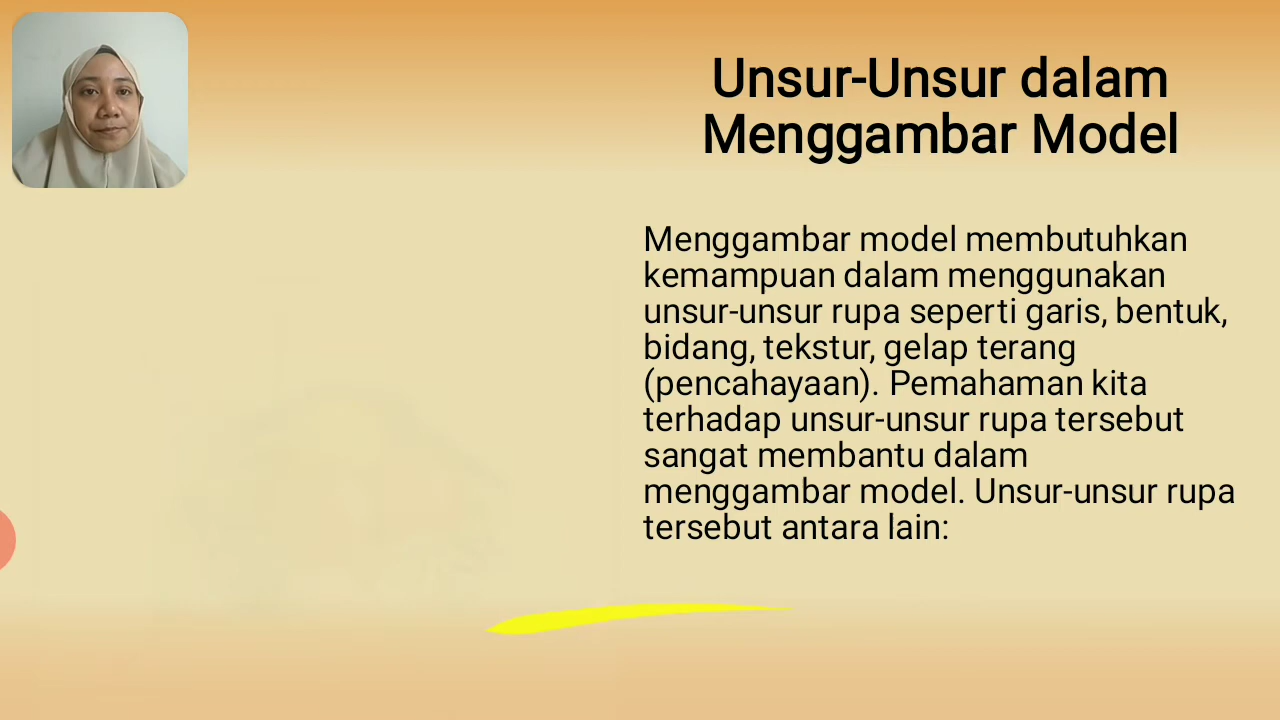 Unsur-Unsur dalam
Menggambar Model
Menggambar model membutuhkan
kemampuan dalam menggunakan
unsur-unsur rupa seperti garis, bentuk,
bidang, tekstur, gelap terang
(pencahayaan). Pemahaman kita
terhadap unsur-unsur rupa tersebut
sangat membantu dalam
menggambar model. Unsur-unsur rupa
tersebut antara lain: